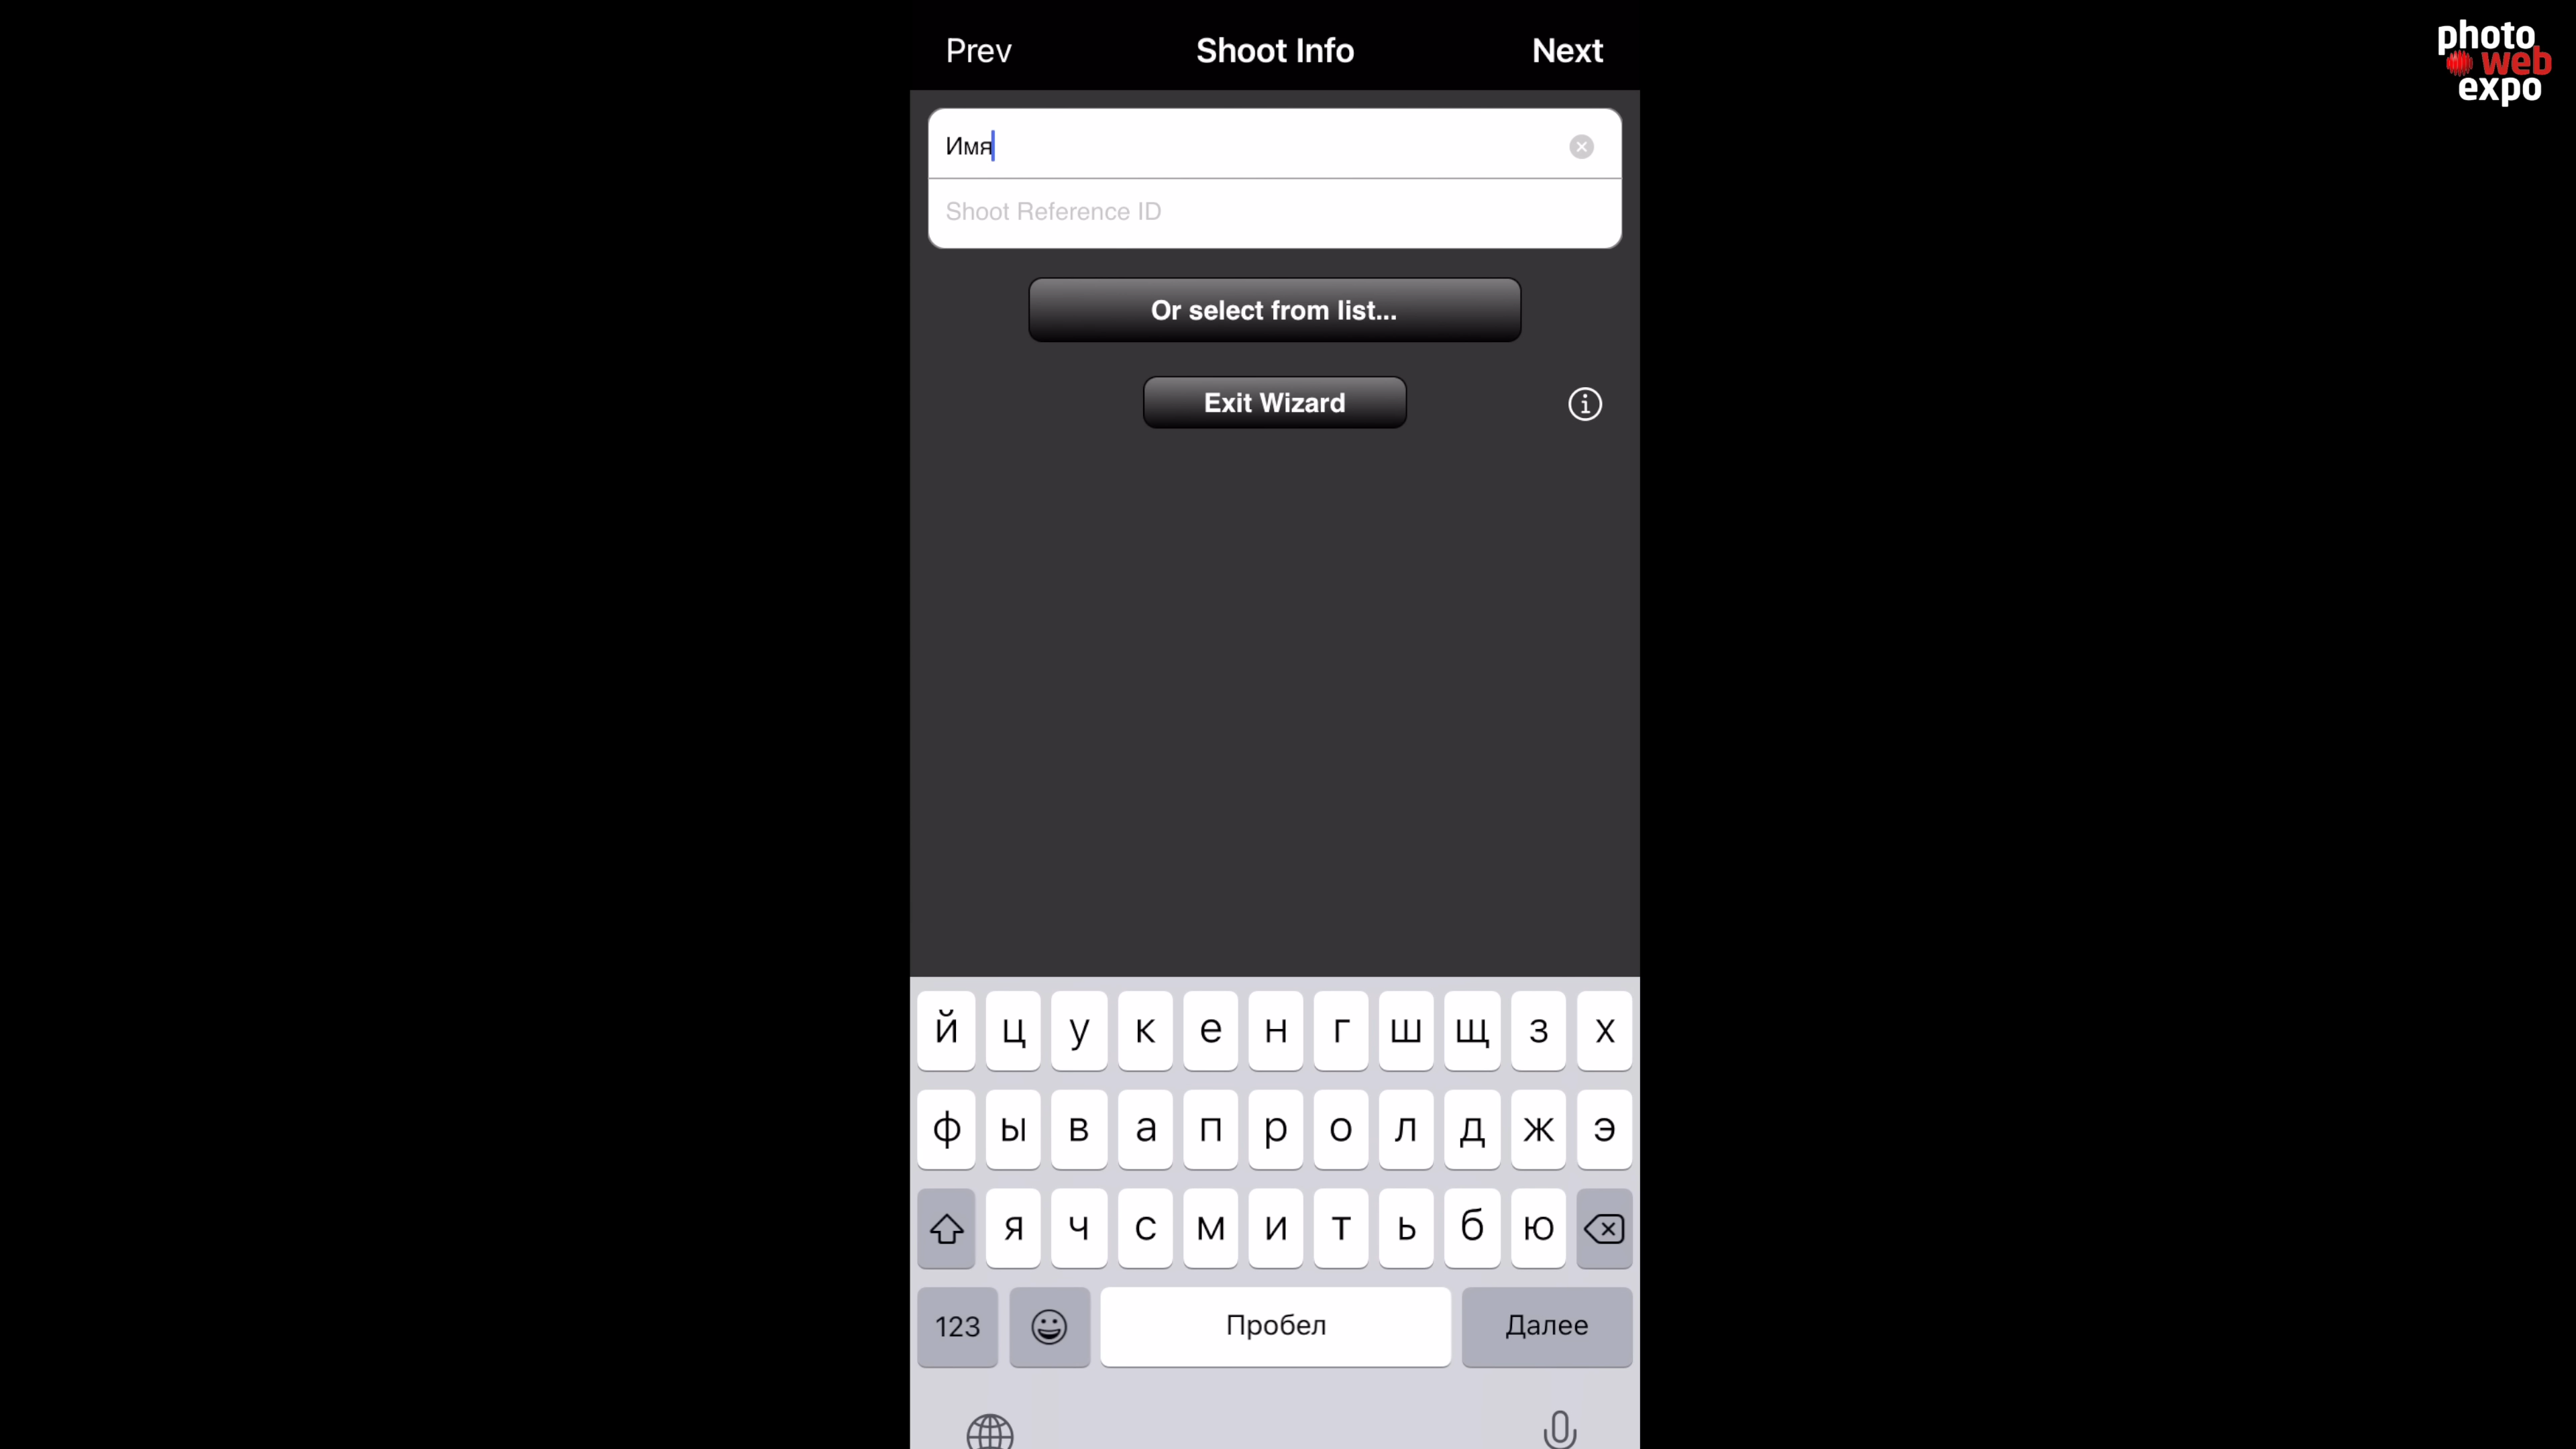 Prev Shoot Info Next
photo
web
expo
Имя
Shoot Reference ID
Or select from list...
Exit Wizard
й ц у к е н г ш щ з х
ф ы в а п р о л д ж э
я ч с м и т ь б ю
123 Пробел Далее